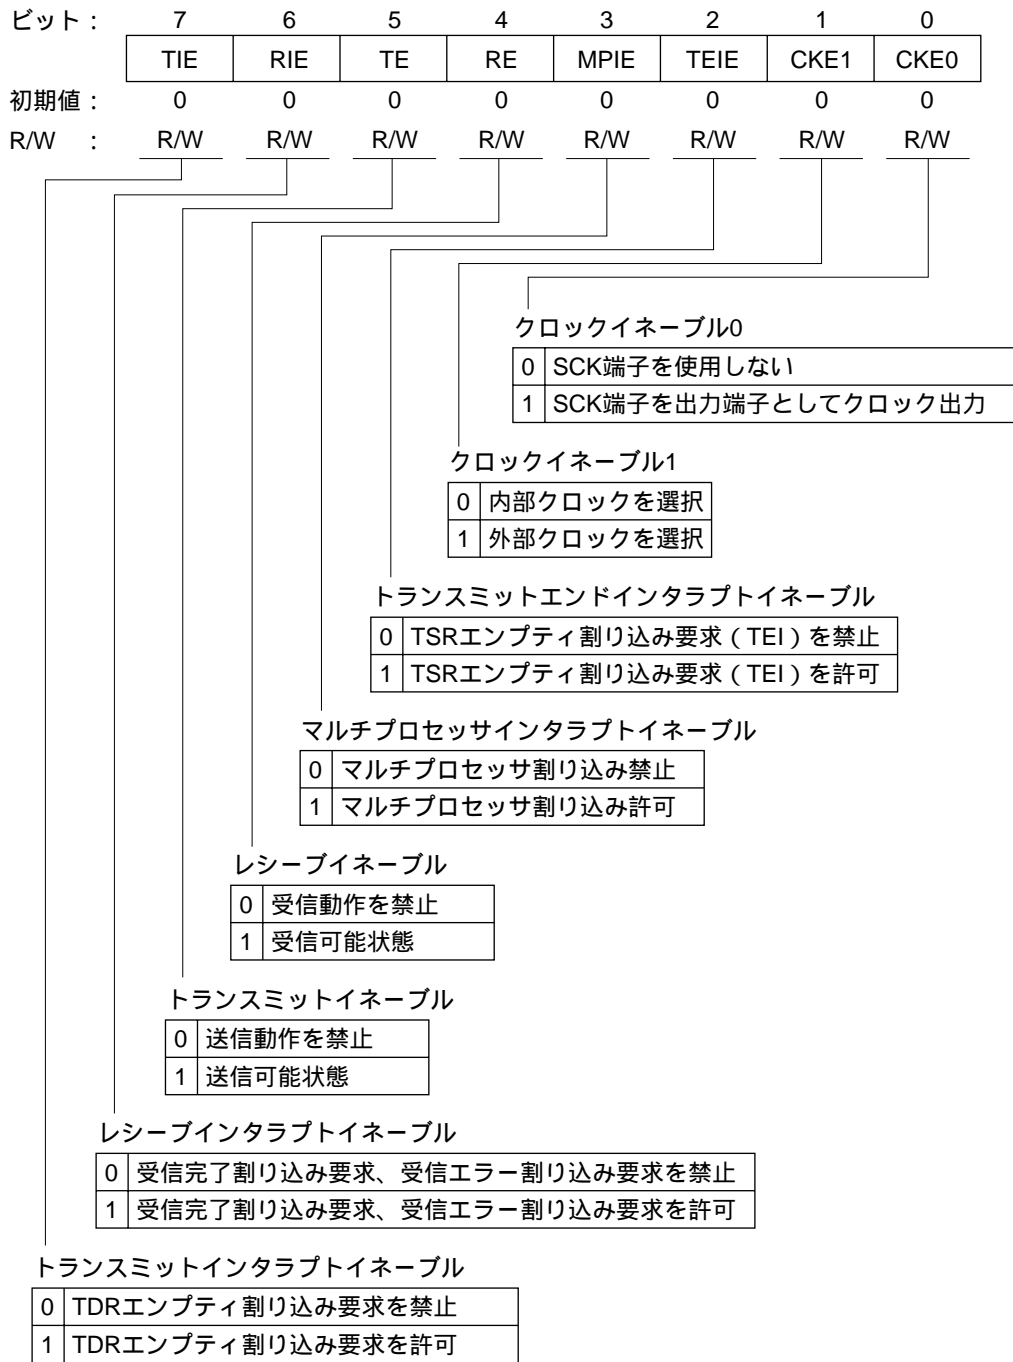 ビット： 7 6 5 4 3 2 1 0
TIE RIE TE RE MPIE TEIE CKE1 CKE0
初期値： 0 0 0 0 0 0 0 0
R/W ： R/W R/W R/W R/W R/W R/W R/W R/W
クロックイネーブル0
0 SCK端子を使用しない
1 SCK端子を出力端子としてクロック出力
クロックイネーブル1
0 内部クロックを選択
1 外部クロックを選択
トランスミットエンドインタラプトイネーブル
0 TSRエンプティ割り込み要求（TEI）を禁止
1 TSRエンプティ割り込み要求（TEI）を許可
マルチプロセッサインタラプトイネーブル
0 マルチプロセッサ割り込み禁止
1 マルチプロセッサ割り込み許可
レシーブイネーブル
0 受信動作を禁止
1 受信可能状態
トランスミットイネーブル
0 送信動作を禁止
1 送信可能状態
レシーブインタラプトイネーブル
0 受信完了割り込み要求、受信エラー割り込み要求を禁止
1 受信完了割り込み要求、受信エラー割り込み要求を許可
トランスミットインタラプトイネーブル
0 TDRエンプティ割り込み要求を禁止
1 TDRエンプティ割り込み要求を許可